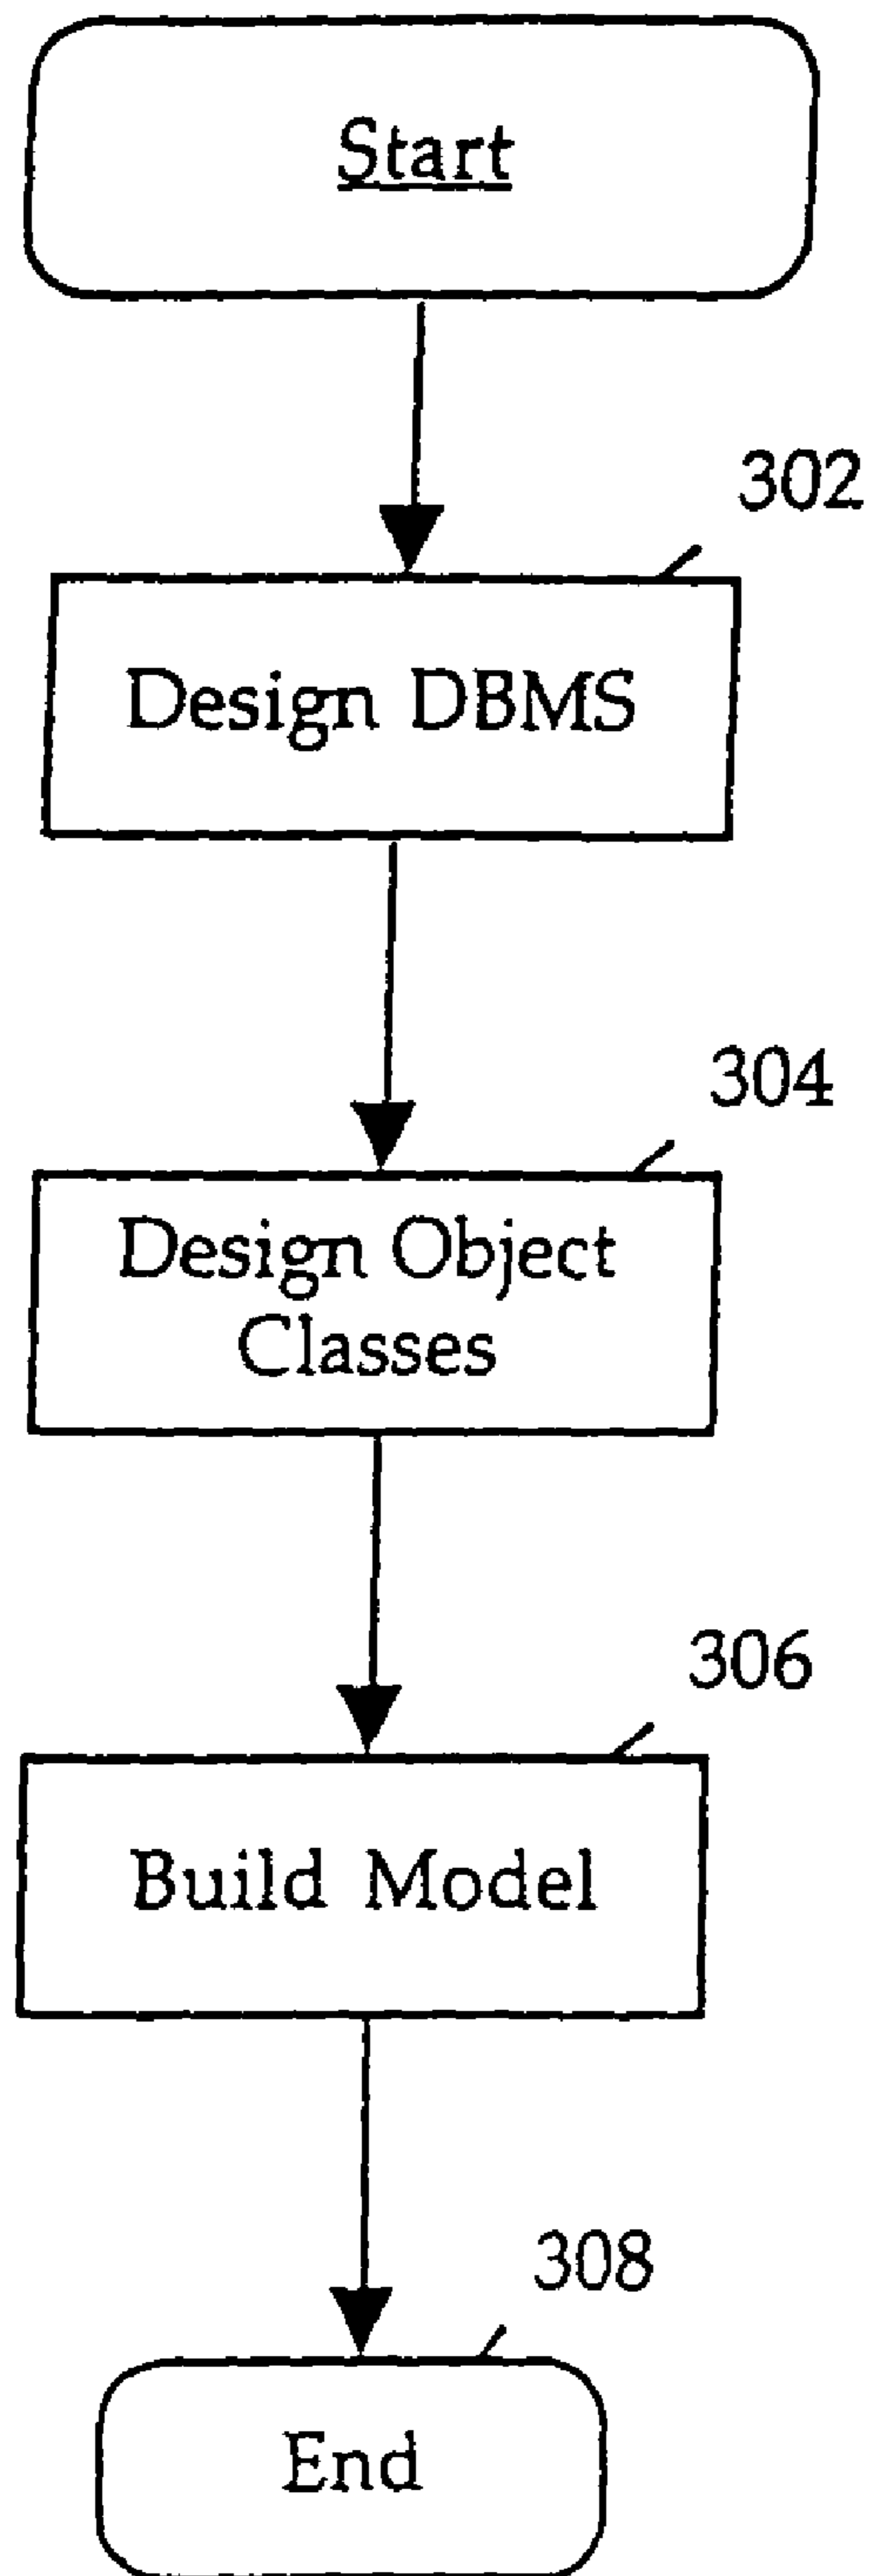 Start
302
Design DBMS
304
Design Object
Classes
306
Build Model
308
End